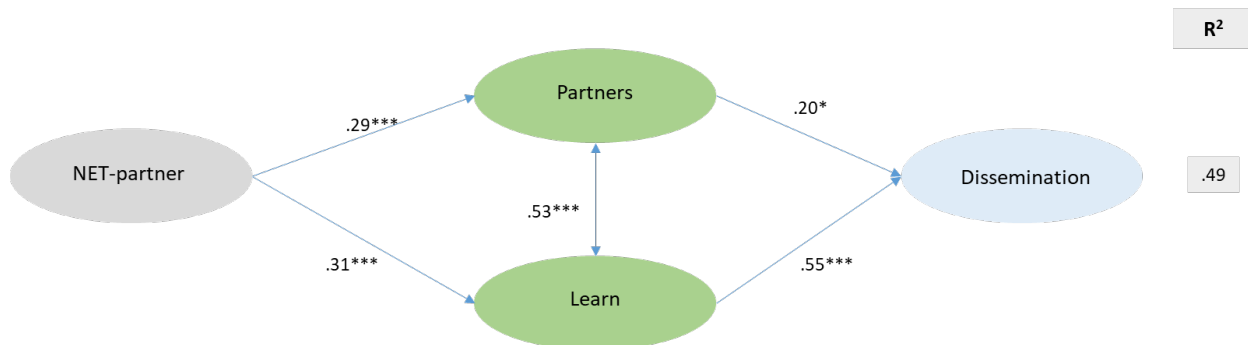 R²
Partners
.29***
.20*
NET-partner
Dissemination
.49
.53***
.31***
.55***
Learn